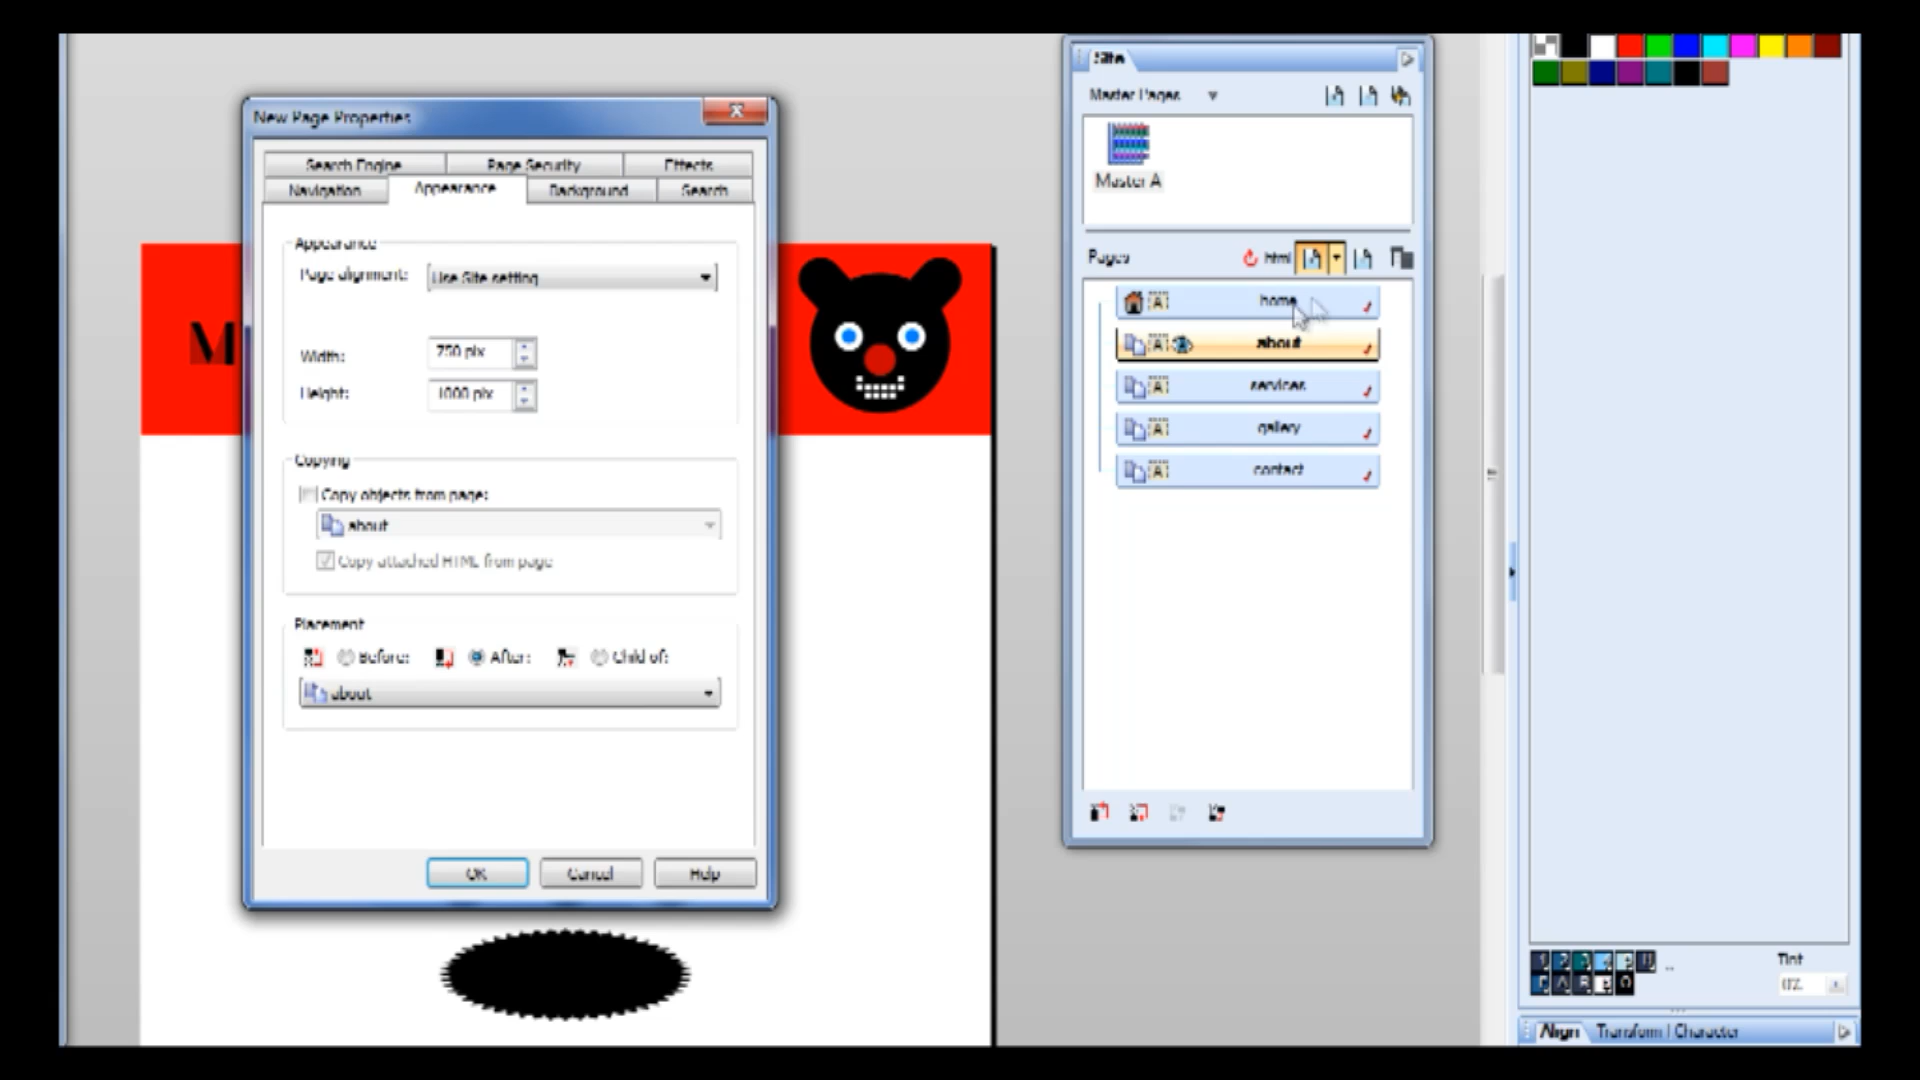 New Page Properties
Search Engine
Page Security
Effects
Navigation
Appearance
Background
Search
Appearance
Page alignment:
Use Site setting
Width:
750 pix
Height:
1000 pix
Copying
Copy objects from page:
about
Copy attached HTML from page
Placement
Before:
After:
Child of:
about
OK
Cancel
Help
M
Site
Master Pages
Master A
Pages
html
home
about
services
gallery
contact
Tint
Align
Transform
Character